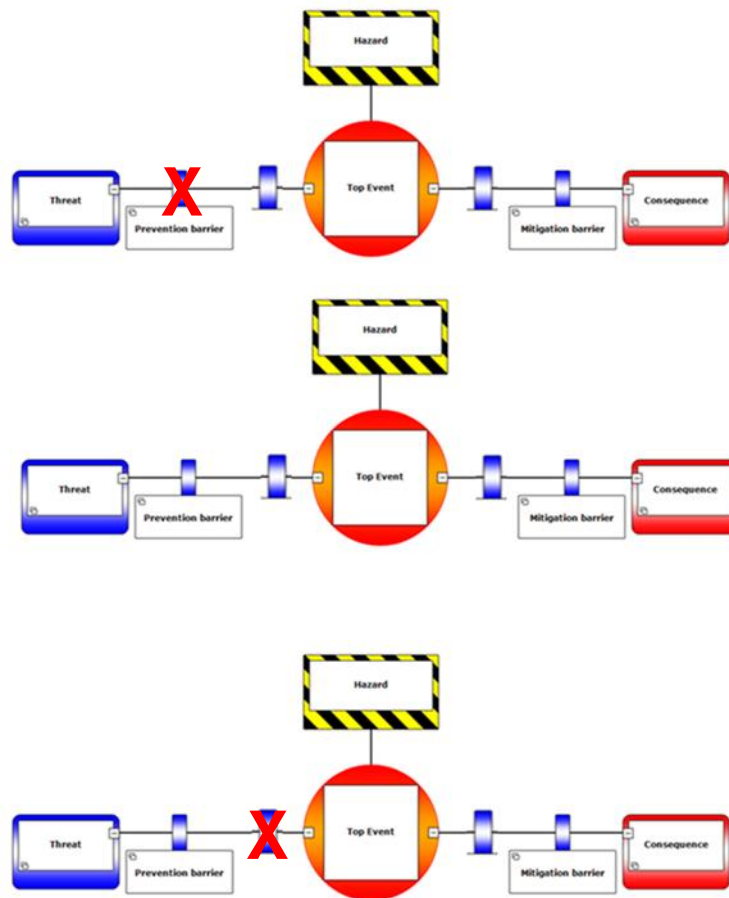 Hazard
Threat
Top Event
Consequence
X
Prevention barrier
Mitigation barrier
Hazard
Threat
Top Event
Consequence
Prevention barrier
Mitigation barrier
Hazard
Threat
X
Top Event
Consequence
Prevention barrier
Mitigation barrier